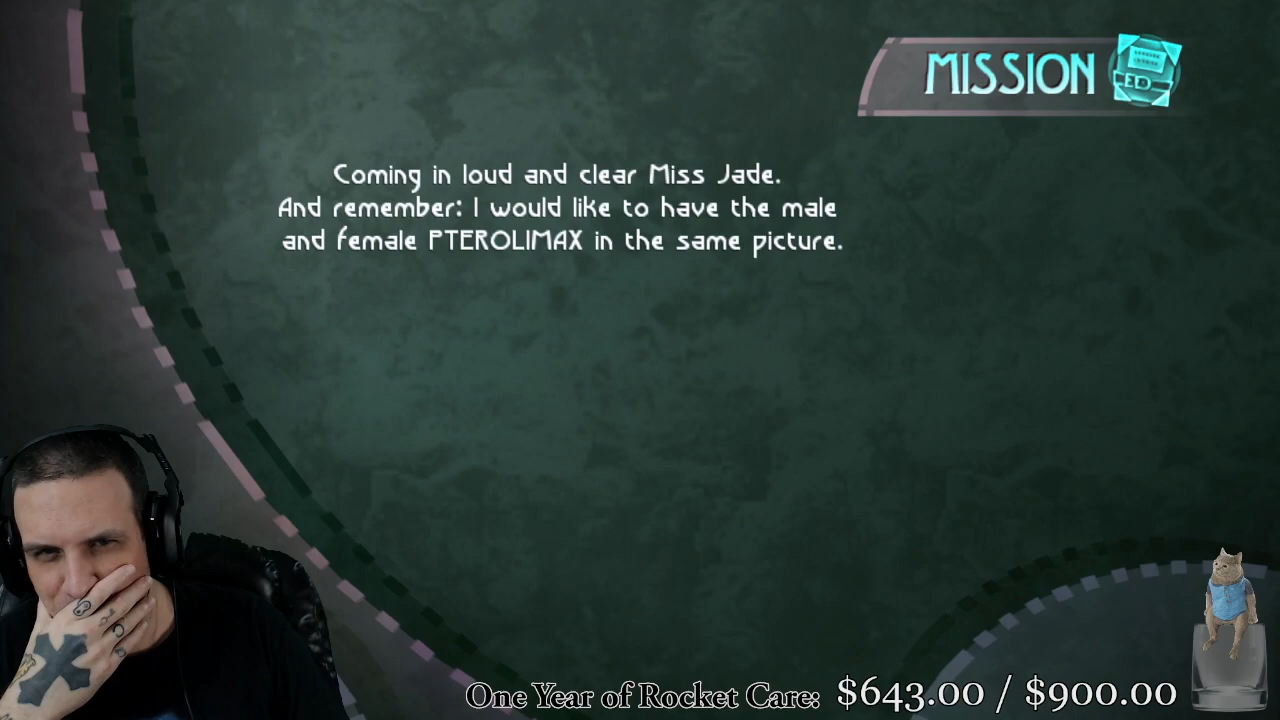 MISSION
Coming in loud and clear Miss Jade.
And remember: I would like to have the male
and female PTEROLIMAX in the same picture.
One Year of Rocket Care: $643.00 / $900.00